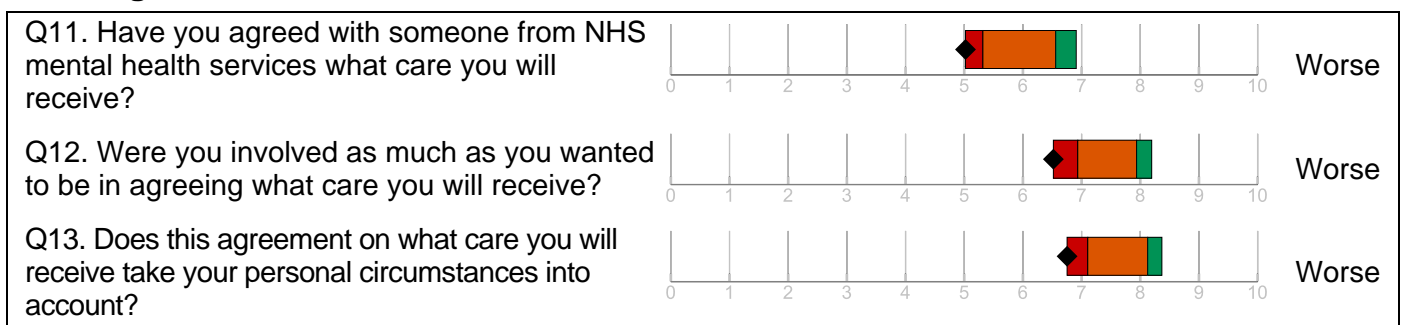 Q11. Have you agreed with someone from NHS
mental health services what care you will
receive?
0 1 2 3 4 5 6 7 8 9 10
Worse
Q12. Were you involved as much as you wanted
to be in agreeing what care you will receive?
0 1 2 3 4 5 6 7 8 9 10
Worse
Q13. Does this agreement on what care you will
receive take your personal circumstances into
account?
0 1 2 3 4 5 6 7 8 9 10
Worse